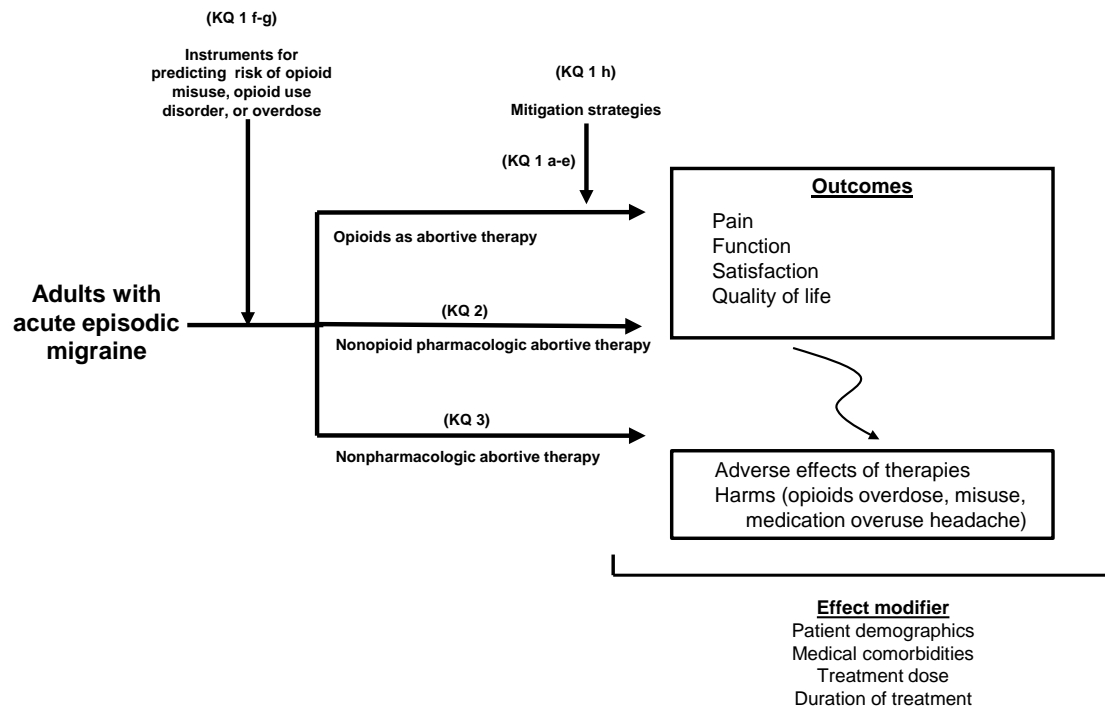 (KQ 1 f-g)
Instruments for
predicting risk of opioid
misuse, opioid use
disorder, or overdose
(KQ 1 h)
Mitigation strategies
(KQ 1 a-e)
Opioids as abortive therapy
Adults with
acute episodic
migraine
(KQ 2)
Nonopioid pharmacologic abortive therapy
(KQ 3)
Nonpharmacologic abortive therapy
Outcomes
Pain
Function
Satisfaction
Quality of life
Adverse effects of therapies
Harms (opioids overdose, misuse,
medication overuse headache)
Effect modifier
Patient demographics
Medical comorbidities
Treatment dose
Duration of treatment